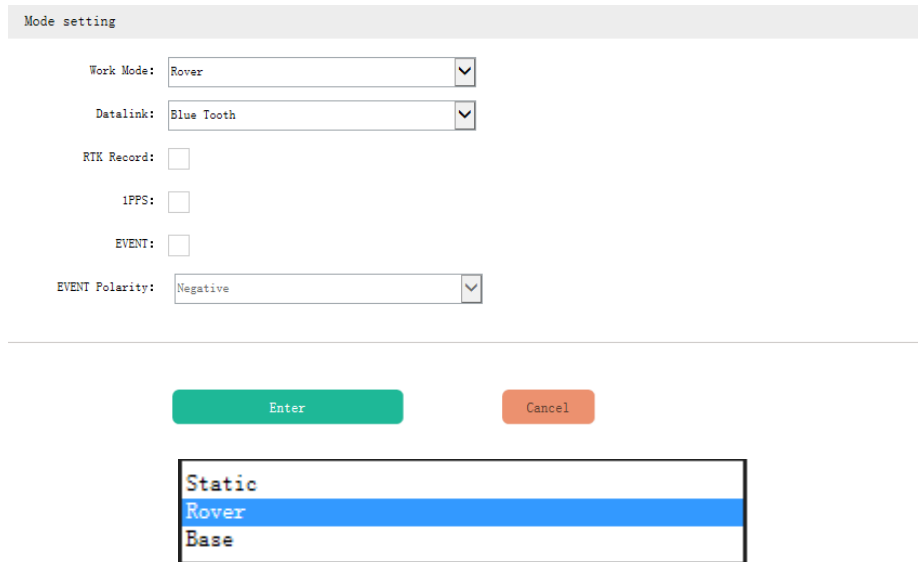 Mode setting
Work Mode: Rover
Datalink: Blue Tooth
RTK Record:
1PPS:
EVENT:
EVENT Polarity: Negative
Enter Cancel
Static
Rover
Base